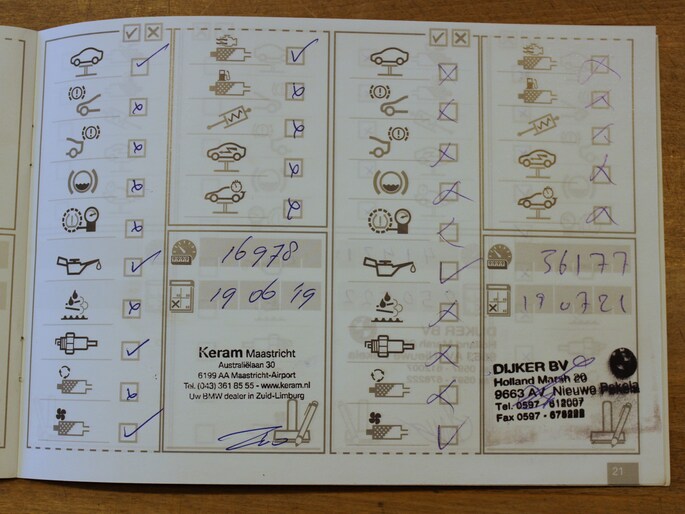 16978
19 06 '19
Keram Maastricht
Australiëlaan 30
6199 AA Maastricht-Airport
Tel. (043) 361 85 55 - www.keram.nl
Uw BMW dealer in Zuid-Limburg
36177
19 07 21
DIJKER BV
Holland Marsh 20
9663 AV Nieuwe Pekela
Tel. 0597 - 612007
Fax 0597 -
21